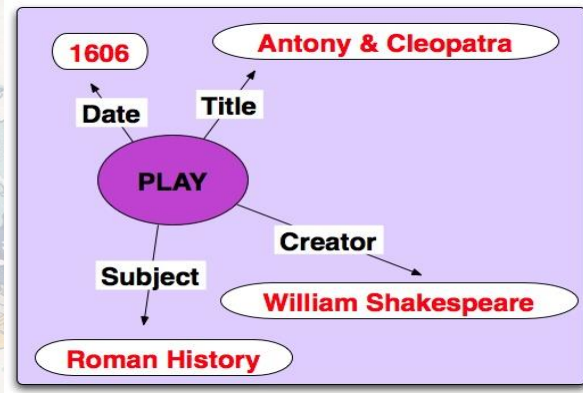 1606
Antony & Cleopatra
Date
Title
PLAY
Creator
Subject
William Shakespeare
Roman History